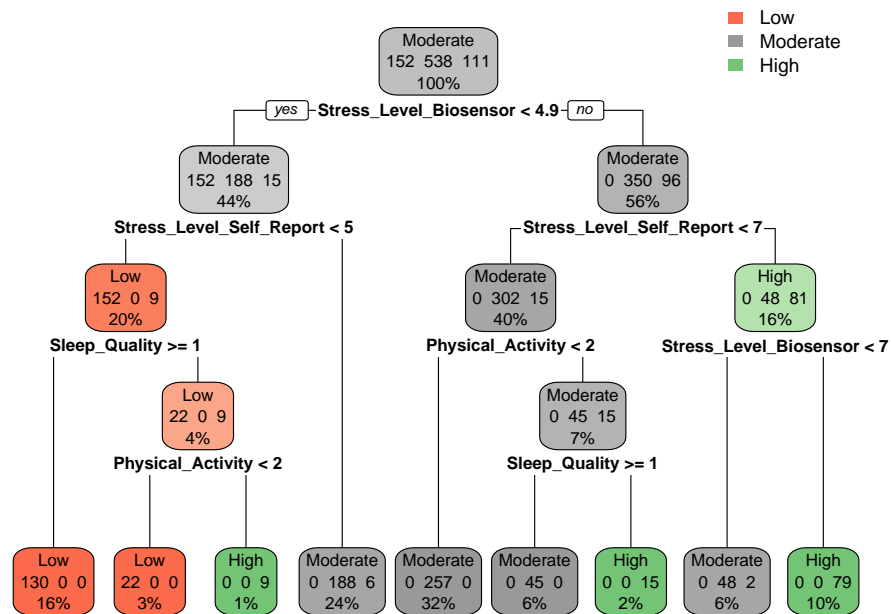 Low
Moderate
High
Moderate
152 538 111
100%
yes Stress_Level_Biosensor < 4.9 no
Moderate
152 188 15
44%
Moderate
0 350 96
56%
Stress_Level_Self_Report < 5
Stress_Level_Self_Report < 7
Low
152 0 9
20%
Moderate
0 302 15
40%
High
0 48 81
16%
Sleep_Quality >= 1
Physical_Activity < 2
Stress_Level_Biosensor < 7
Low
22 0 9
4%
Moderate
0 45 15
7%
Physical_Activity < 2
Sleep_Quality >= 1
Low
130 0 0
16%
Low
22 0 0
3%
High
0 0 9
1%
Moderate
0 188 6
24%
Moderate
0 257 0
32%
Moderate
0 45 0
6%
High
0 0 15
2%
Moderate
0 48 2
6%
High
0 0 79
10%